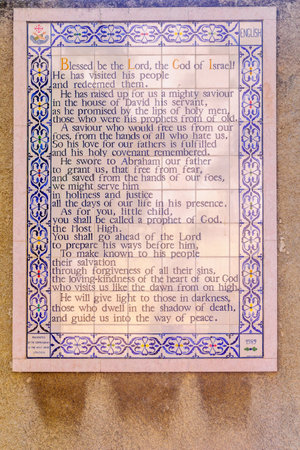 ENGLISH
Blessed be the Lord, the God of Israel!
He has visited his people
and redeemed them.
He has raised up for us a mighty saviour
in the house of David his servant,
as he promised by the lips of holy men,
those who were his prophets from of old.
A saviour who would free us from our
foes, from the hands of all who hate us.
So his love for our fathers is fulfilled
and his holy covenant remembered.
He swore to Abraham our father
to grant us, that free from fear,
and saved from the hands of our foes,
we might serve him
in holiness and justice
all the days of our life in his presence.
As for you, little child,
you shall be called a prophet of God,
the Most High.
You shall go ahead of the Lord
to prepare his ways before him,
To make known to his people
their salvation
through forgiveness of all their sins,
the loving-kindness of the heart of our God
who visits us like the dawn from on high.
He will give light to those in darkness,
those who dwell in the shadow of death,
and guide us into the way of peace.